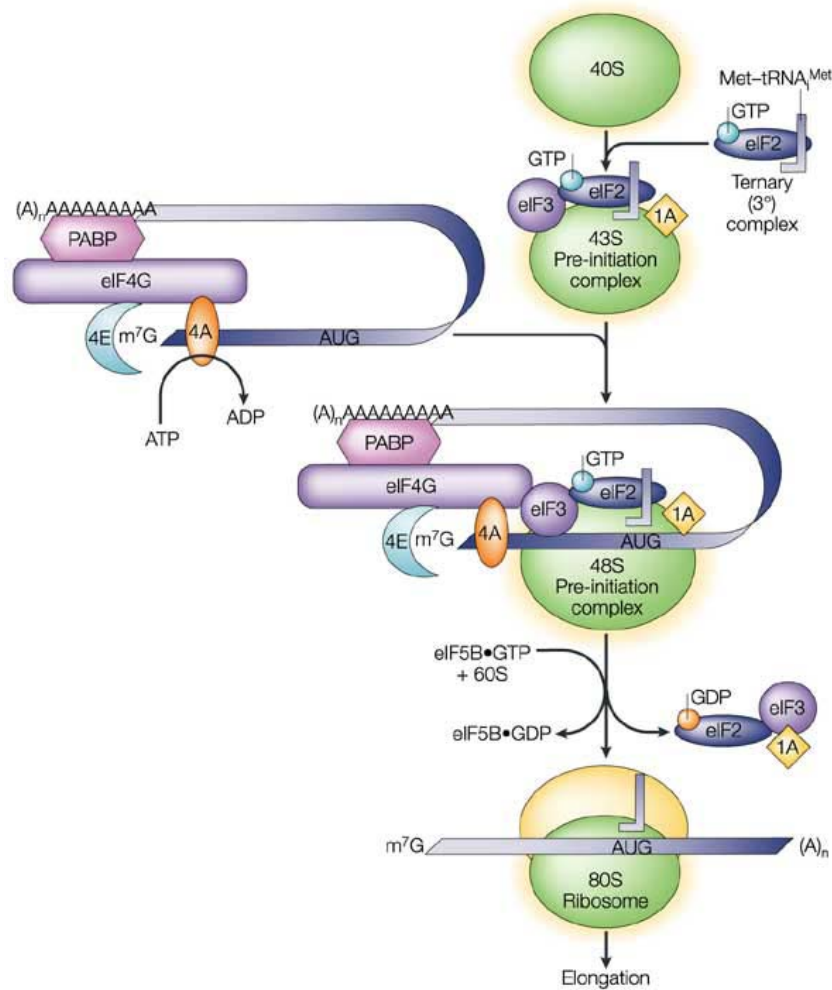 40S
Met–tRNAiMet
GTP
eIF2
Ternary
(3°)
complex
GTP
eIF2
eIF3
1A
43S
Pre-initiation
complex
(A)nAAAAAAAAA
PABP
eIF4G
4E
m7G
4A
AUG
ATP
ADP
(A)nAAAAAAAAA
PABP
eIF4G
GTP
eIF2
eIF3
1A
4E
m7G
4A
AUG
48S
Pre-initiation
complex
eIF5B•GTP
+ 60S
eIF5B•GDP
GDP
eIF2
eIF3
1A
m7G
AUG
(A)n
80S
Ribosome
Elongation